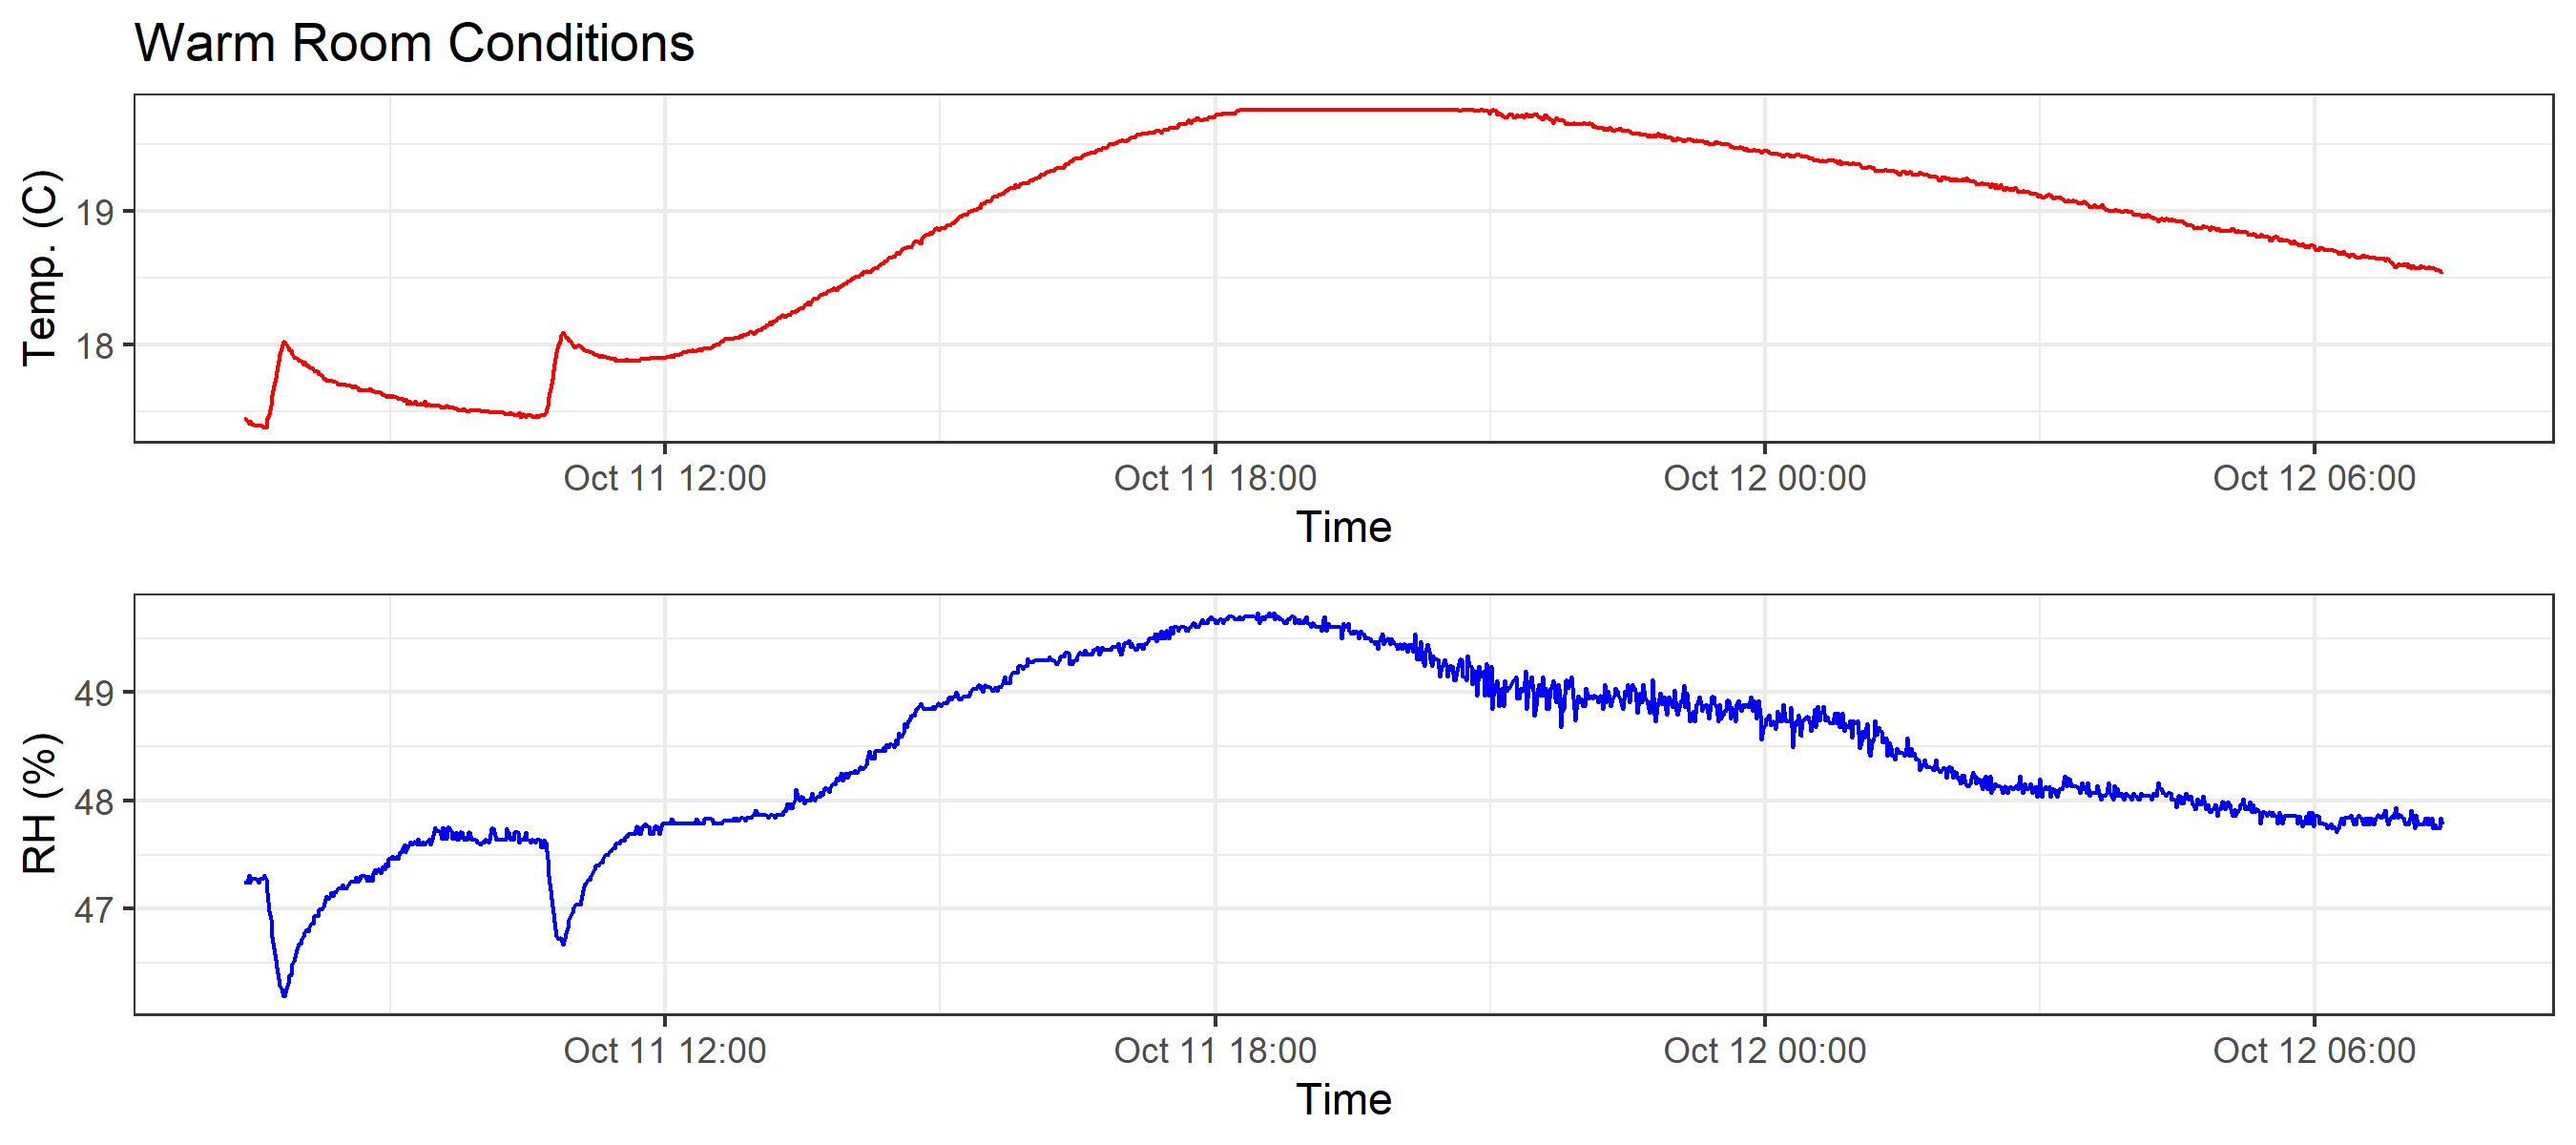 Warm Room Conditions
Temp. (C)
19
18
Oct 11 12:00 Oct 11 18:00 Oct 12 00:00 Oct 12 06:00
Time
RH (%)
49
48
47
Oct 11 12:00 Oct 11 18:00 Oct 12 00:00 Oct 12 06:00
Time